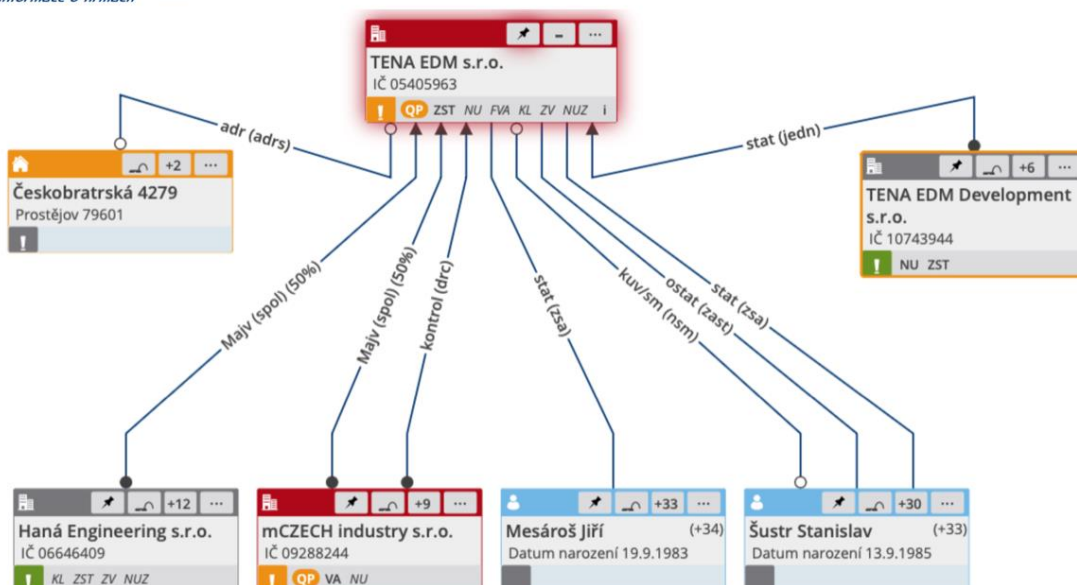 informace o firmách
TENA EDM s.r.o.
IČ 05405963
! QP ZST NU FVA KL ZV NUZ i
adr (adrs)
stat (jedn)
+2 ...
Českobratrská 4279
Prostějov 79601
!
+6 ...
TENA EDM Development
s.r.o.
IČ 10743944
! NU ZST
Majv (spol) (50%)
Majv (spol) (50%)
kontrol (drc)
stat (zsa)
kuv/sm (nsm)
ostat (zast)
stat (zsa)
+12 ...
Haná Engineering s.r.o.
IČ 06646409
! KL ZST ZV NUZ
+9 ...
mCZECH industry s.r.o.
IČ 09288244
! QP VA NU
+33 ...
Mesároš Jiří (+34)
Datum narození 19.9.1983
+30 ...
Šustr Stanislav (+33)
Datum narození 13.9.1985